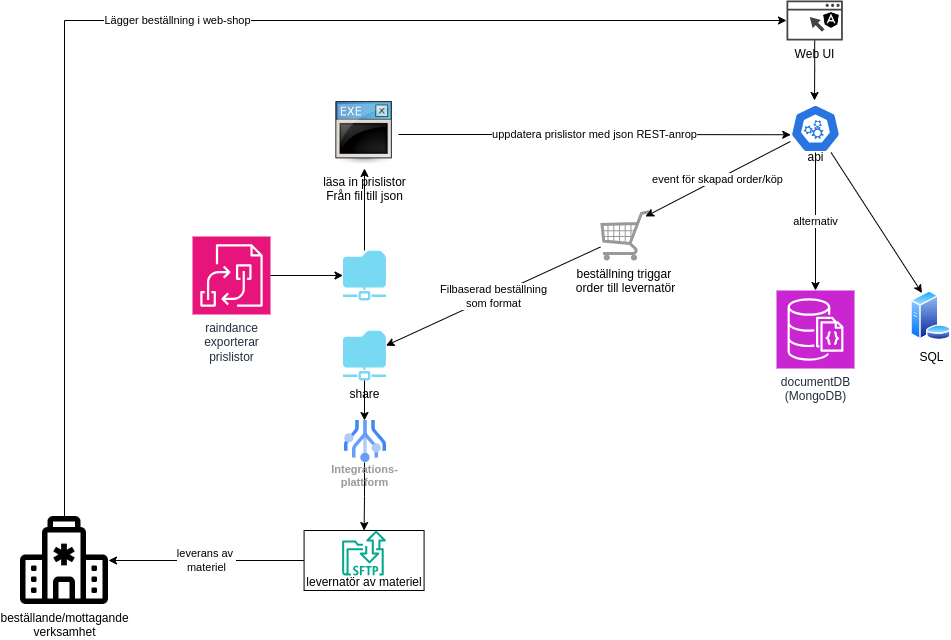 Lägger beställning i web-shop
Web UI
EXE
uppdatera prislistor med json REST-anrop
api
läsa in prislistor
Från fil till json
event för skapad order/köp
alternativ
beställning triggar
order till levernatör
Filbaserad beställning
som format
raindance
exporterar
prislistor
SQL
documentDB
(MongoDB)
share
Integrations-
plattform
SFTP
levernatör av materiel
leverans av
materiel
beställande/mottagande
verksamhet